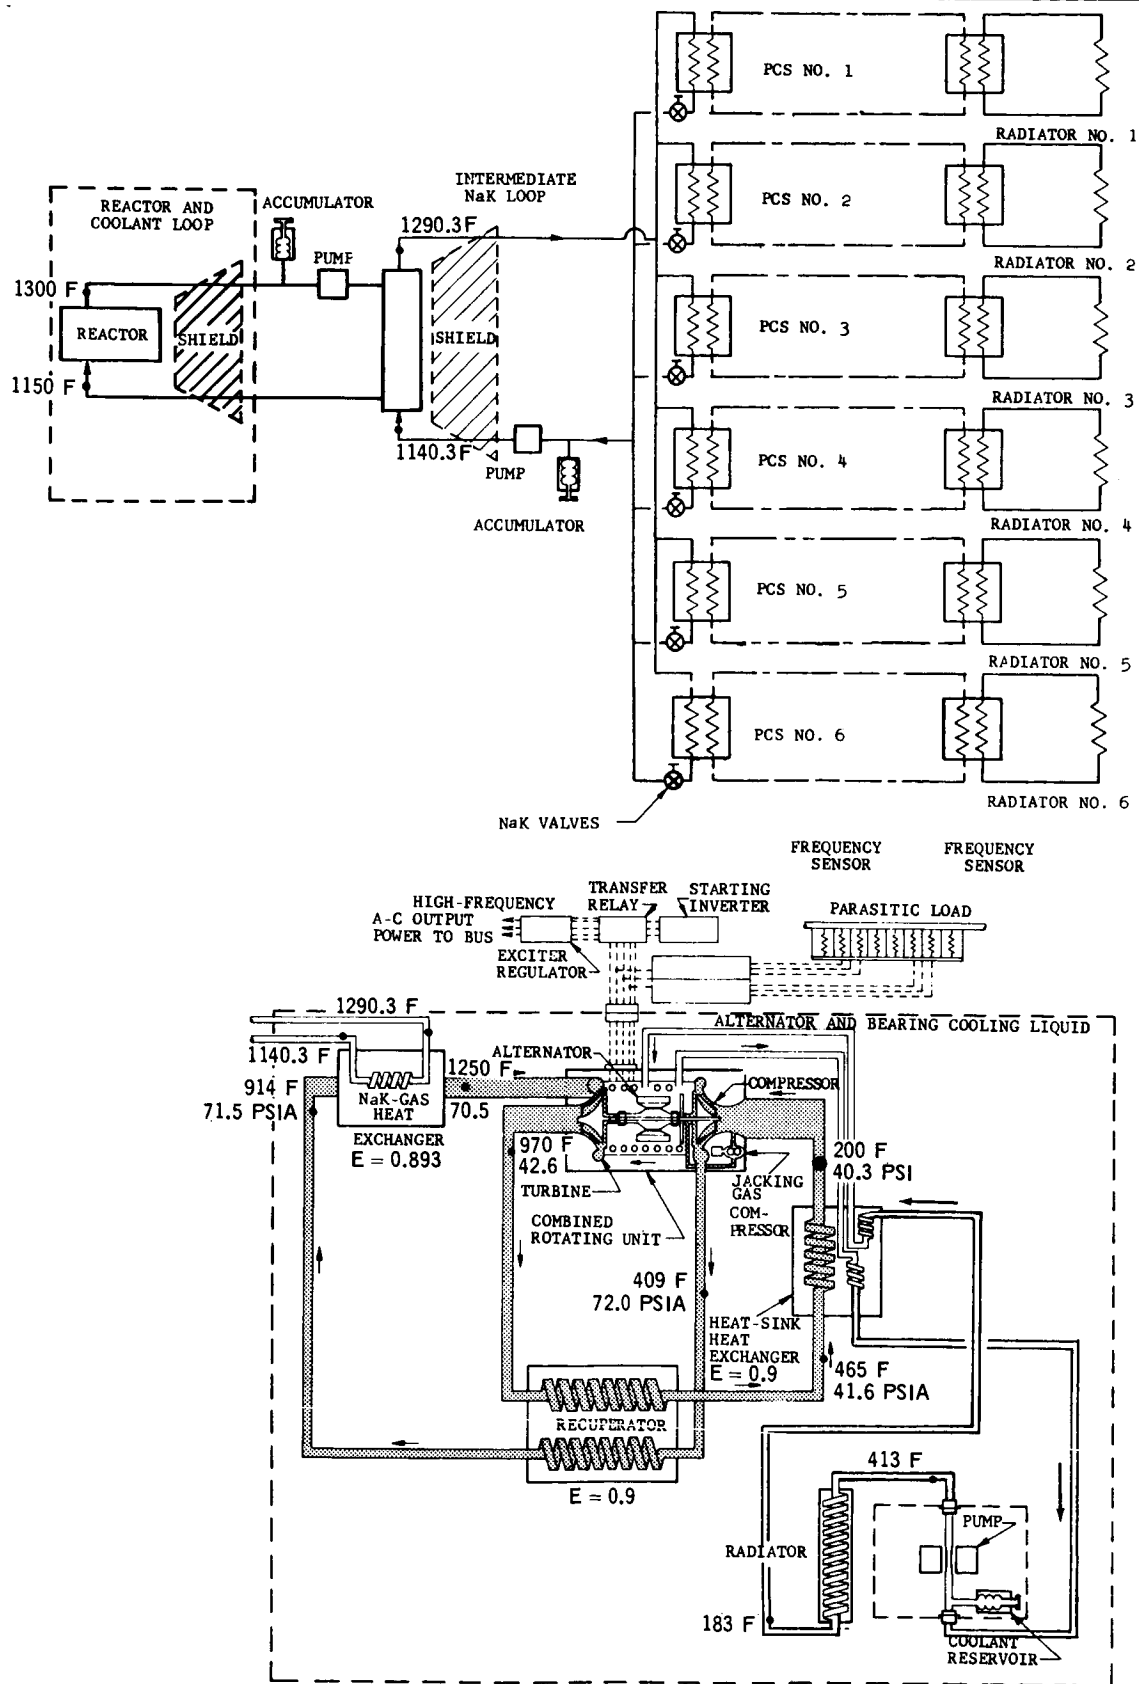 PCS NO. 1
RADIATOR NO. 1
PCS NO. 2
RADIATOR NO. 2
PCS NO. 3
RADIATOR NO. 3
PCS NO. 4
RADIATOR NO. 4
PCS NO. 5
RADIATOR NO. 5
PCS NO. 6
RADIATOR NO. 6
REACTOR AND
COOLANT LOOP
ACCUMULATOR
PUMP
INTERMEDIATE
NaK LOOP
1290.3 F
1300 F
REACTOR
SHIELD
SHIELD
1150 F
1140.3 F
PUMP
ACCUMULATOR
NaK VALVES
FREQUENCY
SENSOR
FREQUENCY
SENSOR
HIGH-FREQUENCY
A-C OUTPUT
POWER TO BUS
TRANSFER
RELAY
STARTING
INVERTER
PARASITIC LOAD
EXCITER
REGULATOR
1290.3 F
ALTERNATOR AND BEARING COOLING LIQUID
1140.3 F
914 F
71.5 PSIA
NaK-GAS
HEAT
EXCHANGER
E = 0.893
1250 F
70.5
ALTERNATOR
COMPRESSOR
970 F
42.6
TURBINE
COMBINED
ROTATING UNIT
JACKING
GAS
COM-
PRESSOR
200 F
40.3 PSI
409 F
72.0 PSIA
HEAT-SINK
HEAT
EXCHANGER
E = 0.9
465 F
41.6 PSIA
RECUPERATOR
E = 0.9
413 F
RADIATOR
PUMP
183 F
COOLANT
RESERVOIR